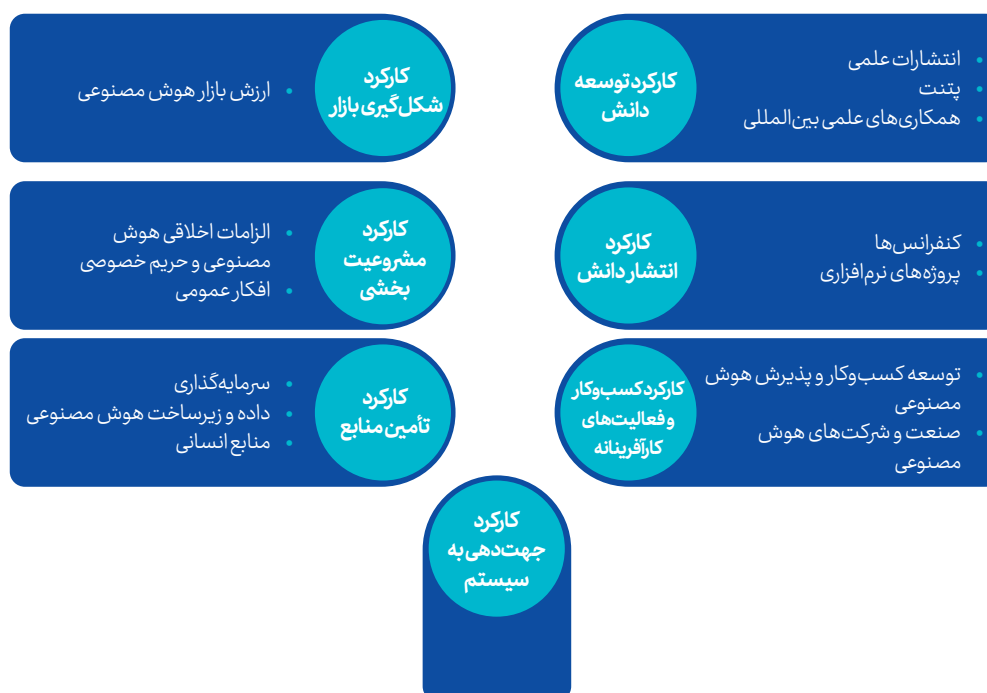 کارکرد توسعه
دانش
انتشارات علمی
پتنت
همکاری‌های علمی بین‌المللی
کارکرد
شکل‌گیری بازار
ارزش بازار هوش مصنوعی
کارکرد
انتشار دانش
کنفرانس‌ها
پروژه‌های نرم‌افزاری
کارکرد
مشروعیت
بخشی
الزامات اخلاقی هوش
مصنوعی و حریم خصوصی
افکار عمومی
کارکرد کسب‌وکار
و فعالیت‌های
کارآفرینانه
توسعه کسب‌وکار و پذیرش هوش
مصنوعی
صنعت و شرکت‌های هوش
مصنوعی
کارکرد
تأمین منابع
سرمایه‌گذاری
داده و زیرساخت هوش مصنوعی
منابع انسانی
کارکرد
جهت‌دهی به
سیستم